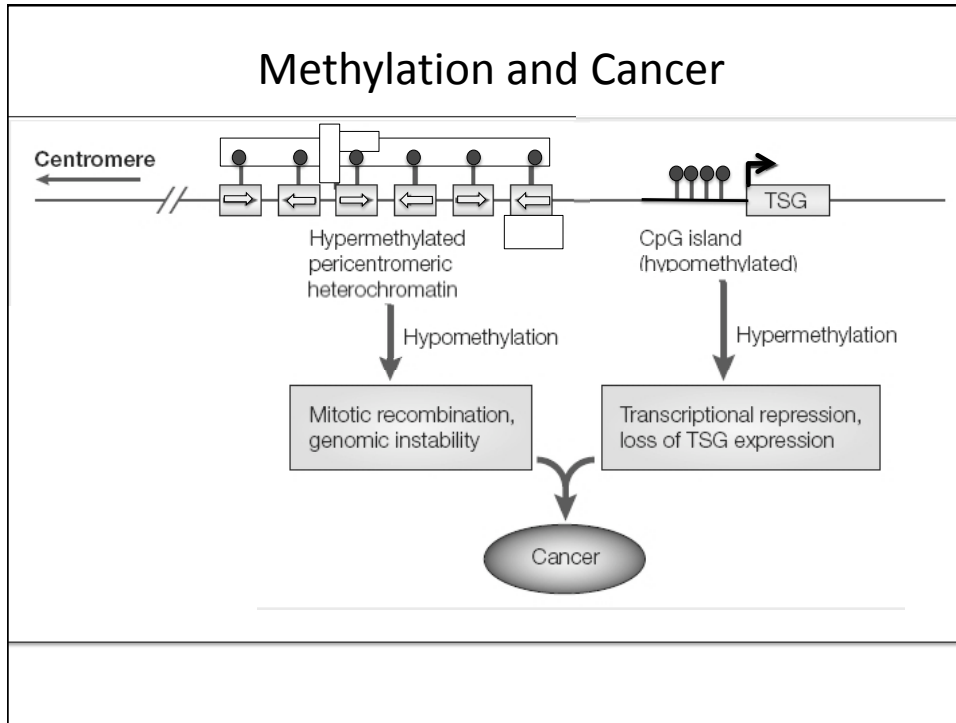 Methylation and Cancer
Centromere
TSG
Hypermethylated
pericentromeric
heterochromatin
CpG island
(hypomethylated)
Hypomethylation
Hypermethylation
Mitotic recombination,
genomic instability
Transcriptional repression,
loss of TSG expression
Cancer